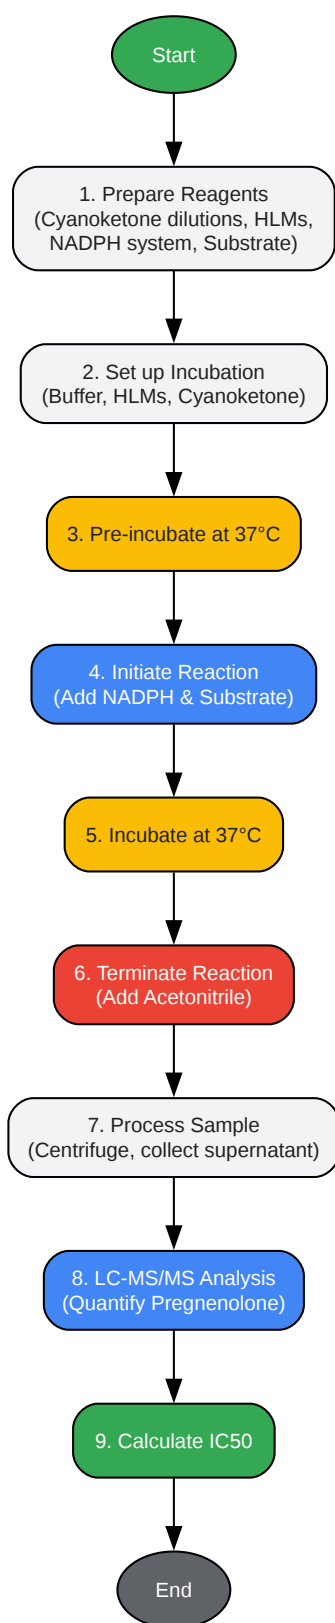 Start
1. Prepare Reagents
(Cyanoketone dilutions, HLMs,
NADPH system, Substrate)
2. Set up Incubation
(Buffer, HLMs, Cyanoketone)
3. Pre-incubate at 37°C
4. Initiate Reaction
(Add NADPH & Substrate)
5. Incubate at 37°C
6. Terminate Reaction
(Add Acetonitrile)
7. Process Sample
(Centrifuge, collect supernatant)
8. LC-MS/MS Analysis
(Quantify Pregnenolone)
9. Calculate IC50
End